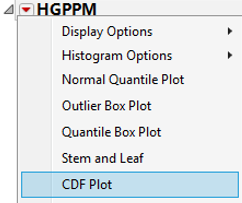 HGPPM
Display Options
Histogram Options
Normal Quantile Plot
Outlier Box Plot
Quantile Box Plot
Stem and Leaf
CDF Plot